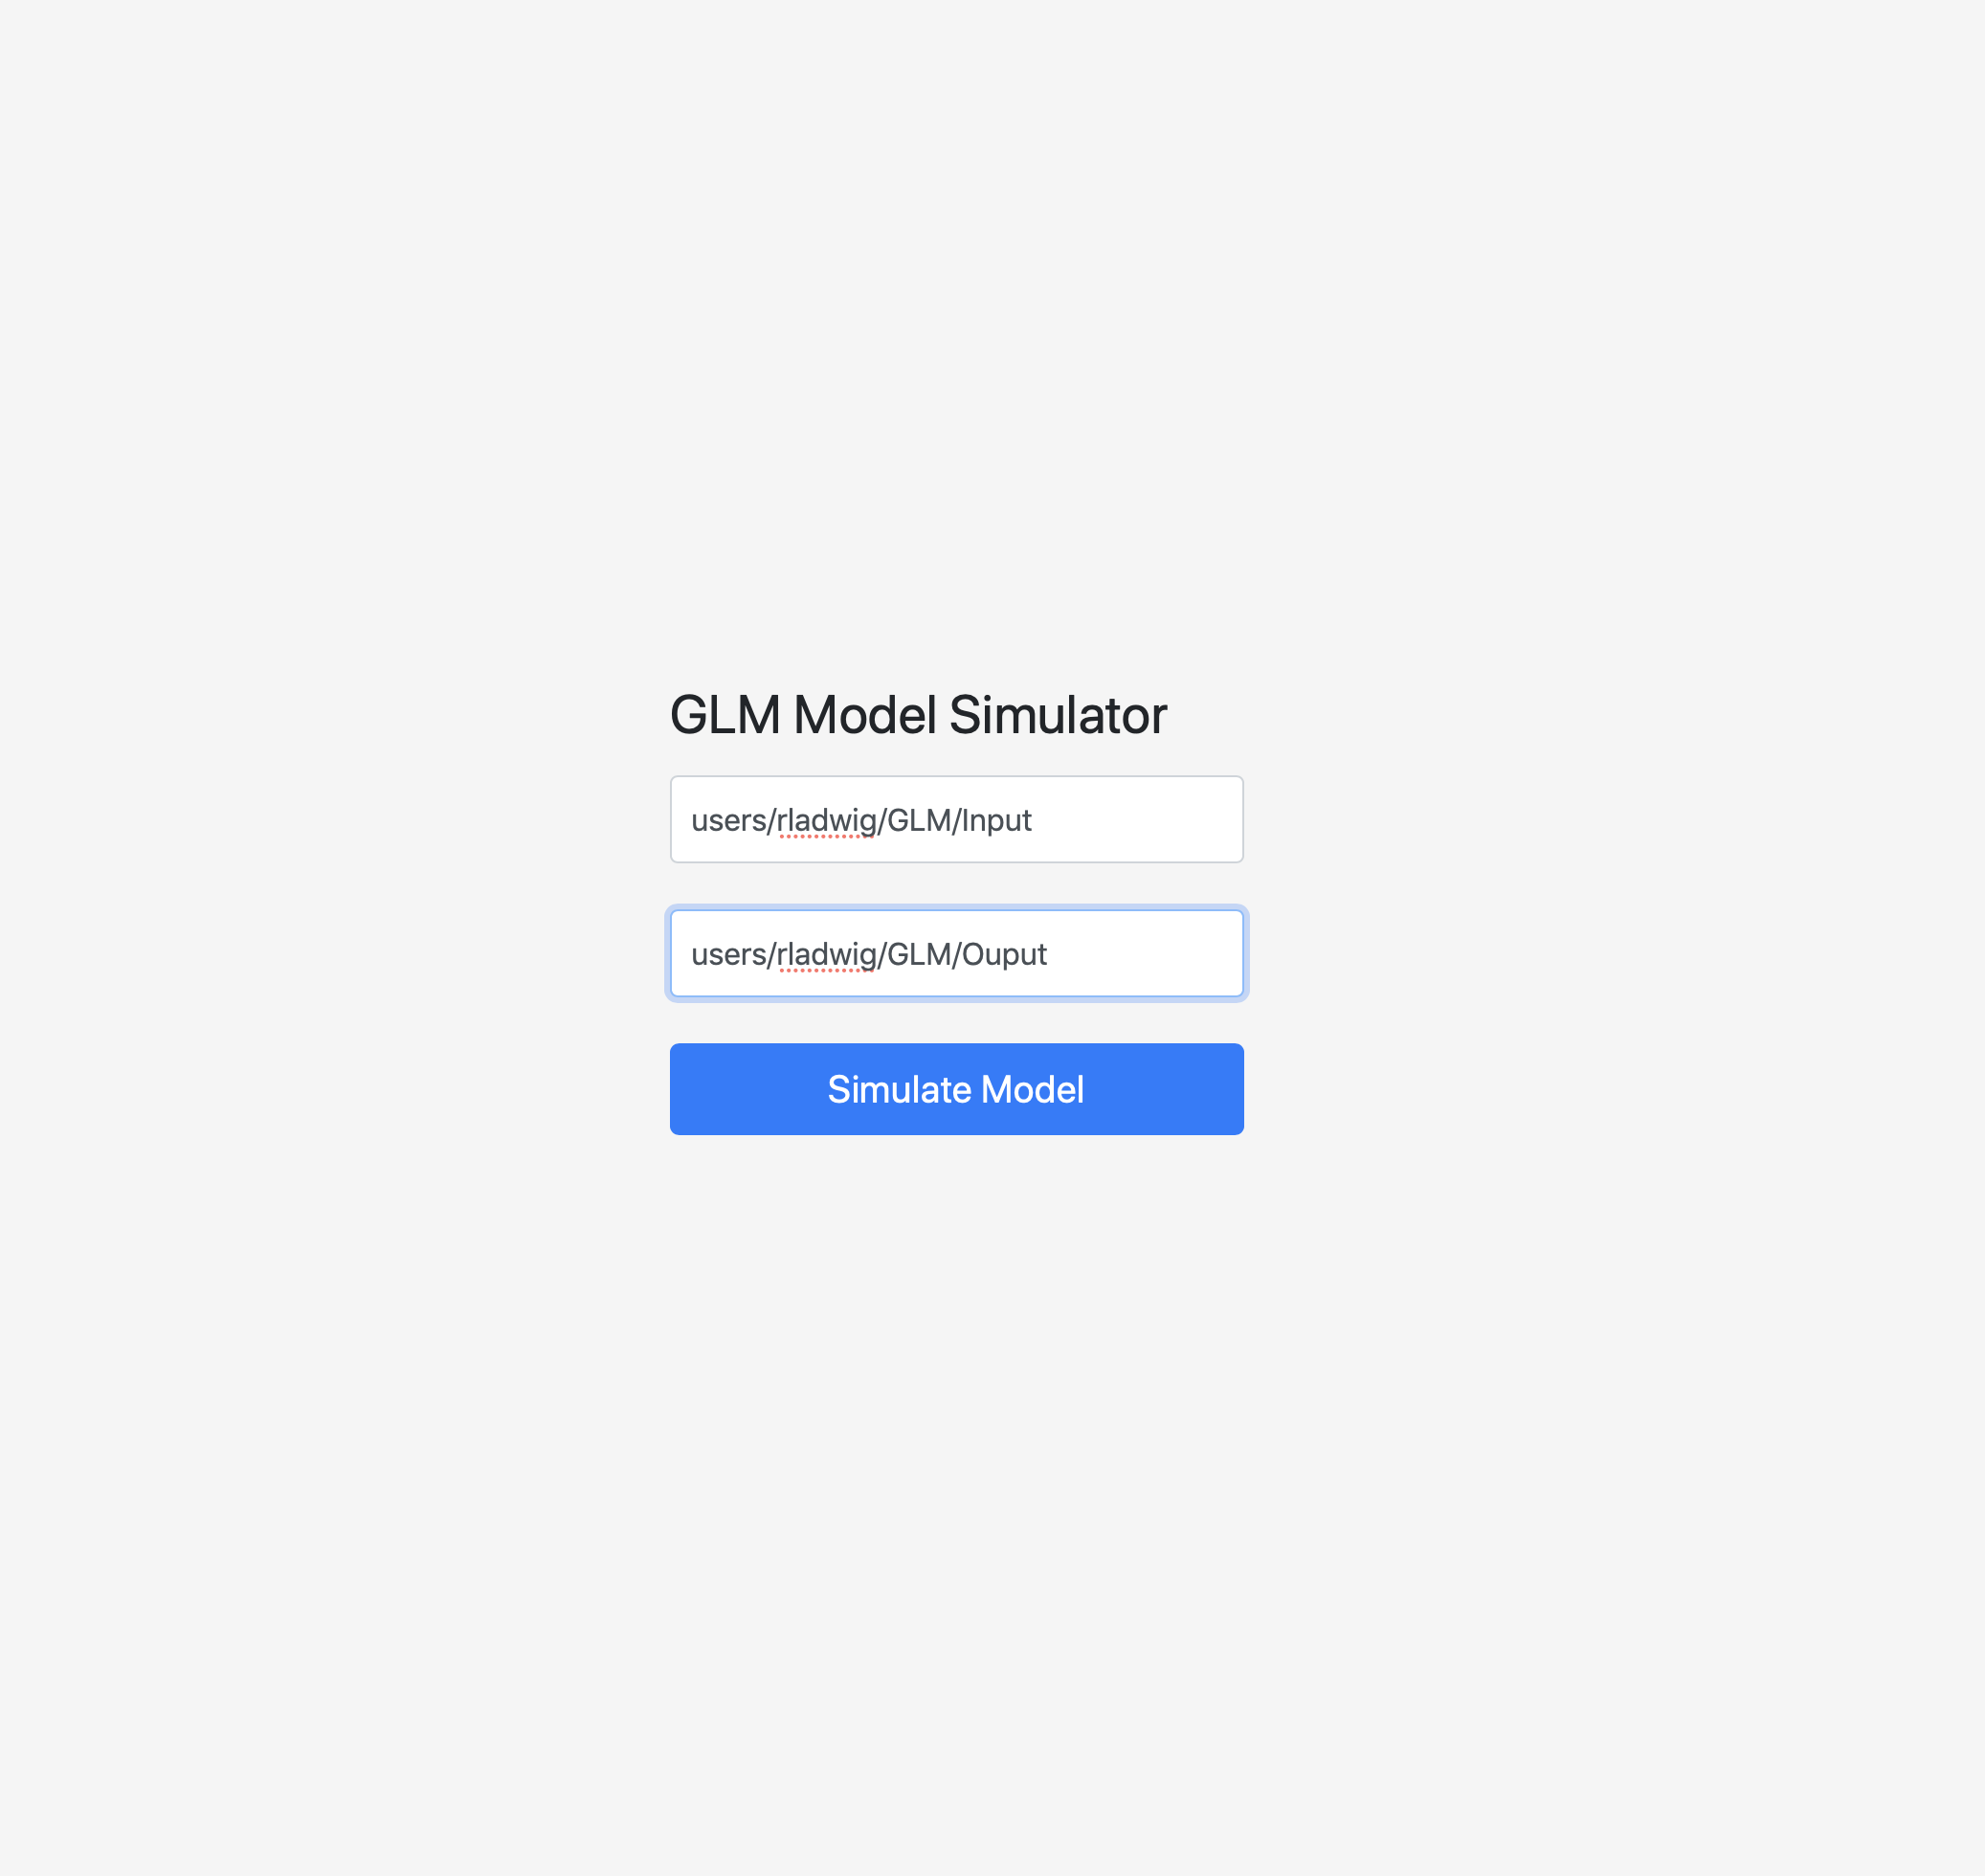 GLM Model Simulator
users/rladwig/GLM/Input
users/rladwig/GLM/Ouput
Simulate Model